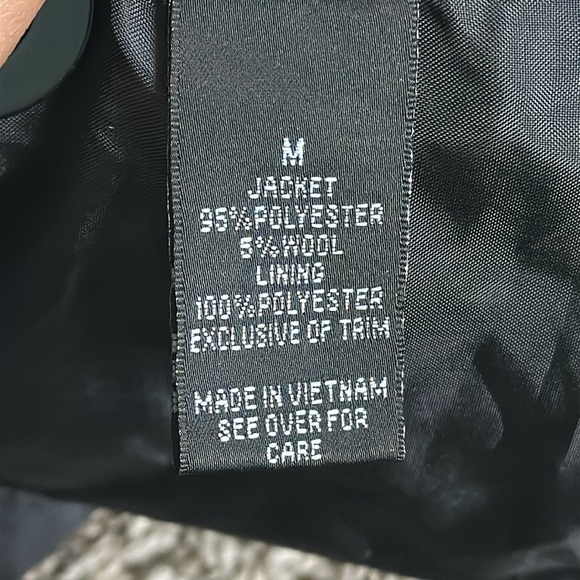 M
JACKET
95% POLYESTER
5% WOOL
LINING
100% POLYESTER
EXCLUSIVE OF TRIM
MADE IN VIETNAM
SEE OVER FOR
CARE